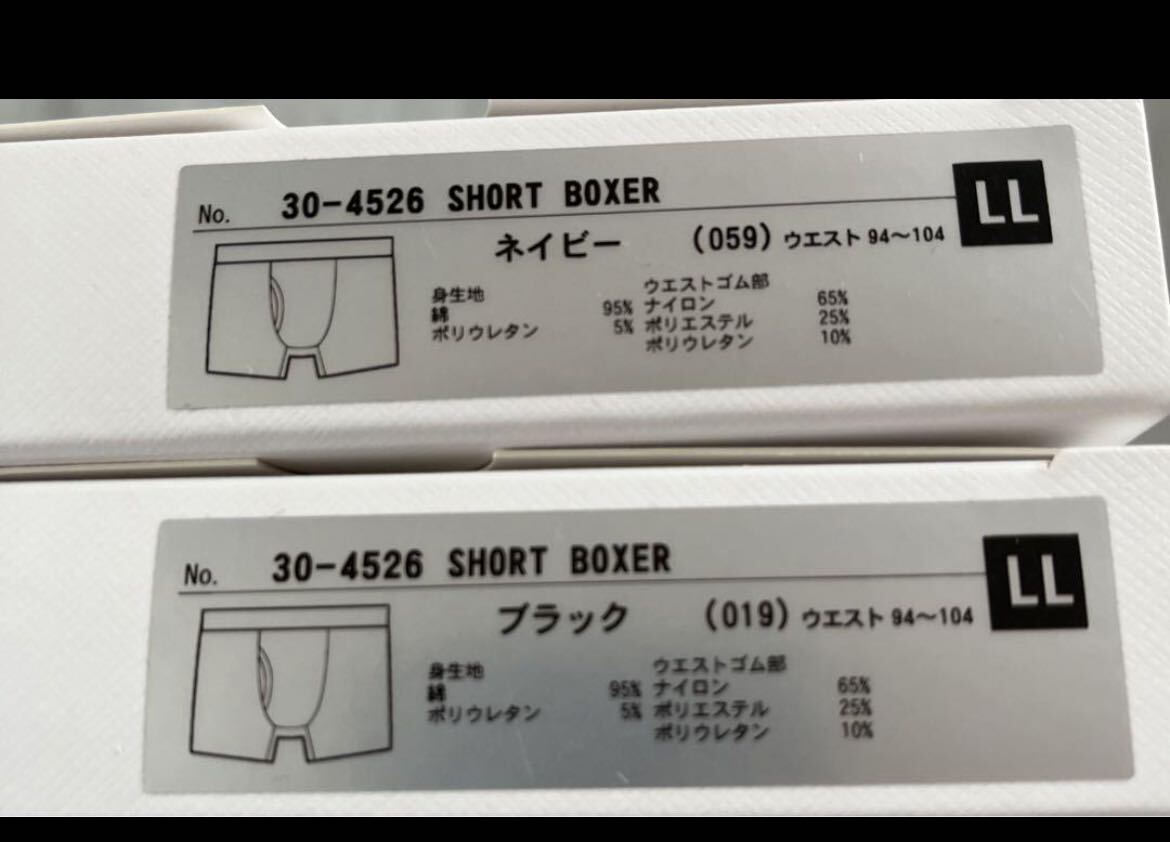 No. 30-4526 SHORT BOXER LL
ネイビー (059) ウエスト 94〜104
身生地 ウエストゴム部
綿 95% ナイロン 65%
ポリウレタン 5% ポリエステル 25%
ポリウレタン 10%
No. 30-4526 SHORT BOXER LL
ブラック (019) ウエスト 94〜104
身生地 ウエストゴム部
綿 95% ナイロン 65%
ポリウレタン 5% ポリエステル 25%
ポリウレタン 10%